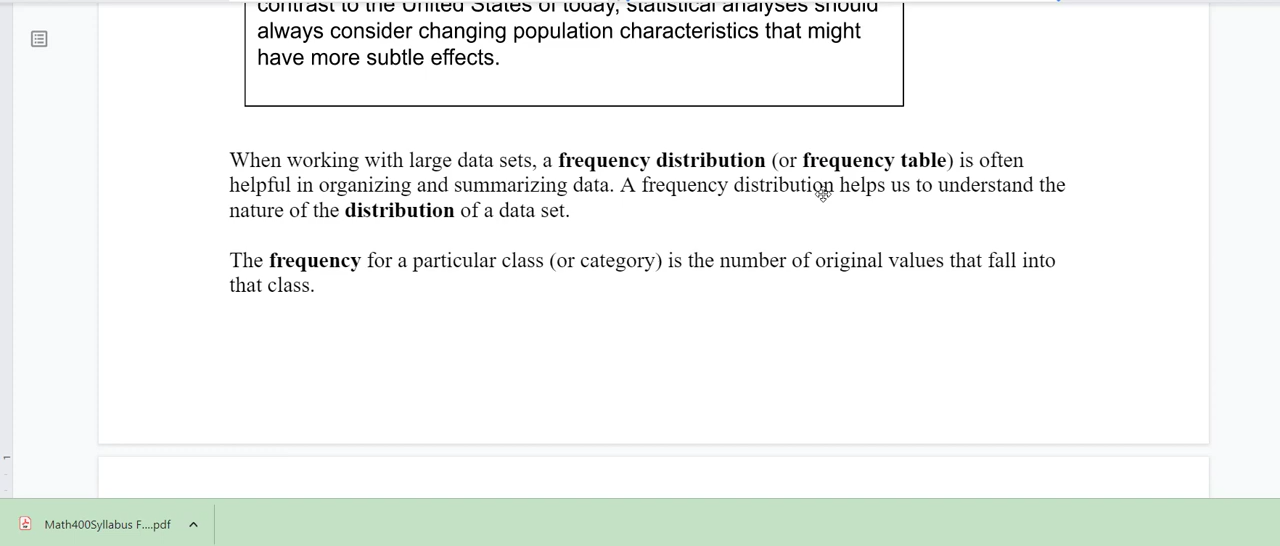 contrast to the United States of today, statistical analyses should
always consider changing population characteristics that might
have more subtle effects.
When working with large data sets, a frequency distribution (or frequency table) is often
helpful in organizing and summarizing data. A frequency distribution helps us to understand the
nature of the distribution of a data set.
The frequency for a particular class (or category) is the number of original values that fall into
that class.
Math400Syllabus F....pdf